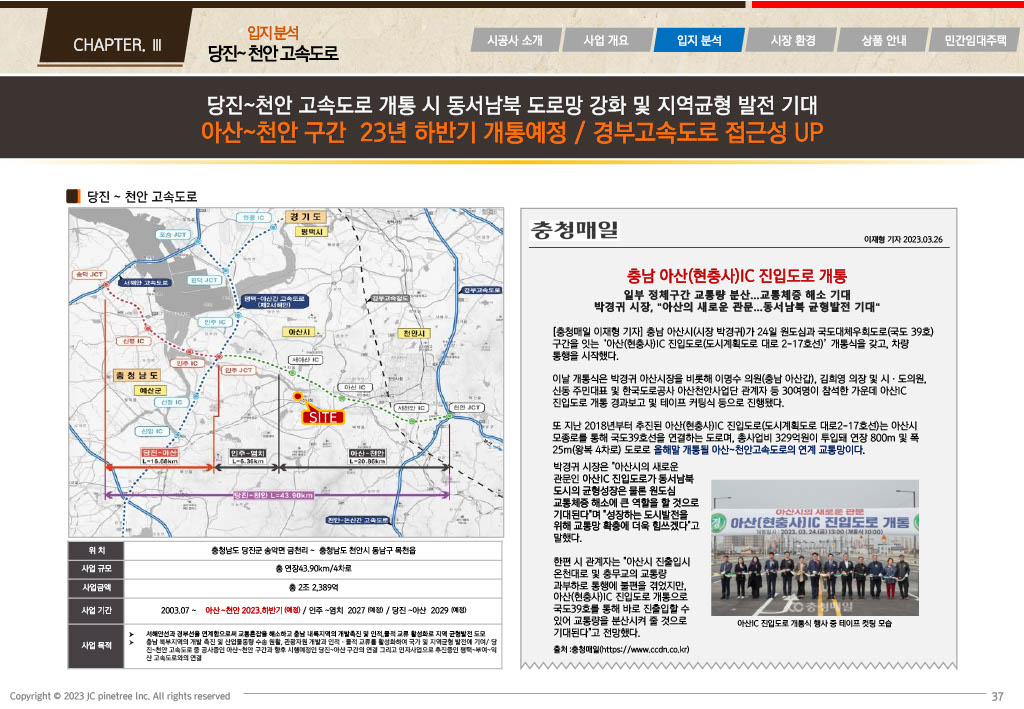 CHAPTER. Ⅲ
입지 분석
당진~천안 고속도로
시공사 소개
사업 개요
입지 분석
시장 환경
상품 안내
민간임대주택
당진~천안 고속도로 개통 시 동서남북 도로망 강화 및 지역균형 발전 기대
아산~천안 구간 23년 하반기 개통예정 / 경부고속도로 접근성 UP
당진 ~ 천안 고속도로
안중 IC
경 기 도
평택시
포승 JCT
송악 JCT
서해안 고속도로
현덕 JCT
평택-아산간 고속도로
(제2서해안)
경부고속철도
경부고속도로
인주 IC
아산시
천안시
신평 IC
인주 IC
인주 JCT
새아산 IC
충 청 남 도
예산군
신창 IC
아산 IC
SITE
서천안 IC
천안 JCT
신암 IC
당진-아산
L=15.68km
인주-염치
L=6.36km
아산-천안
L=20.86km
당진-천안 L=43.90km
천안-논산간 고속도로
위 치
충청남도 당진군 송악면 금천리 ~ 충청남도 천안시 동남구 목천읍
사업 규모
총 연장43.90km/4차로
사업금액
총 2조 2,389억
사업 기간
2003.07 ~ 아산~천안 2023.하반기 (예정) / 인주 ~염치 2027 (예정) / 당진 ~아산 2029 (예정)
사업 목적
➤ 서해안선과 경부선을 연계함으로써 교통혼잡을 해소하고 충남 내륙지역의 개발촉진 및 인적,물적 교류 활성화로 지역 균형발전 도모
➤ 충남 북부지역의 개발 촉진 및 산업물동량 수송 원활, 관광자원 개발과 인적·물적 교류를 활성화하여 국가 및 지역균형 발전에 기여/ 당
진~천안 고속도로 중 공사중인 아산~천안 구간과 향후 시행예정인 당진~아산 구간의 연결 그리고 민자사업으로 추진중인 평택~부여~익
산 고속도로와의 연결
충청매일
이재형 기자 2023.03.26
충남 아산(현충사)IC 진입도로 개통
일부 정체구간 교통량 분산...교통체증 해소 기대
박경귀 시장, "아산의 새로운 관문...동서남북 균형발전 기대"
[충청매일 이재형 기자] 충남 아산시(시장 박경귀)가 24일 원도심과 국도대체우회도로(국도 39호)
구간을 잇는 '아산(현충사)IC 진입도로(도시계획도로 대로 2-17호선)' 개통식을 갖고, 차량
통행을 시작했다.
이날 개통식은 박경귀 아산시장을 비롯해 이명수 의원(충남 아산갑), 김희영 의장 및 시·도의원,
신동 주민대표 및 한국도로공사 아산천안사업단 관계자 등 300여명이 참석한 가운데 아산IC
진입도로 개통 경과보고 및 테이프 커팅식 등으로 진행됐다.
또 지난 2018년부터 추진된 아산(현충사)IC 진입도로(도시계획도로 대로2-17호선)는 아산시
모종로를 통해 국도39호선을 연결하는 도로며, 총사업비 329억원이 투입돼 연장 800m 및 폭
25m(왕복 4차로) 도로로 올해말 개통될 아산~천안고속도로의 연계 교통망이다.
박경귀 시장은 "아산시의 새로운
관문인 아산IC 진입도로가 동서남북
도시의 균형성장은 물론 원도심
교통체증 해소에 큰 역할을 할 것으로
기대된다"며 "성장하는 도시발전을
위해 교통망 확충에 더욱 힘쓰겠다"고
말했다.
한편 시 관계자는 "아산시 진출입시
온천대로 및 충무교의 교통량
과부하로 통행에 불편을 겪었지만,
아산(현충사)IC 진입도로 개통으로
국도39호를 통해 바로 진출입할 수
있어 교통량을 분산시켜 줄 것으로
기대된다"고 전망했다.
아산시의 새로운 관문
아산(현충사)IC 진입도로 개통
아산(현충사)IC 개통식 행사 중 테이프 컷팅 모습
출처 :충청매일(https://www.ccdn.co.kr)
Copyright © 2023 JC pinetree Inc. All rights reserved
37